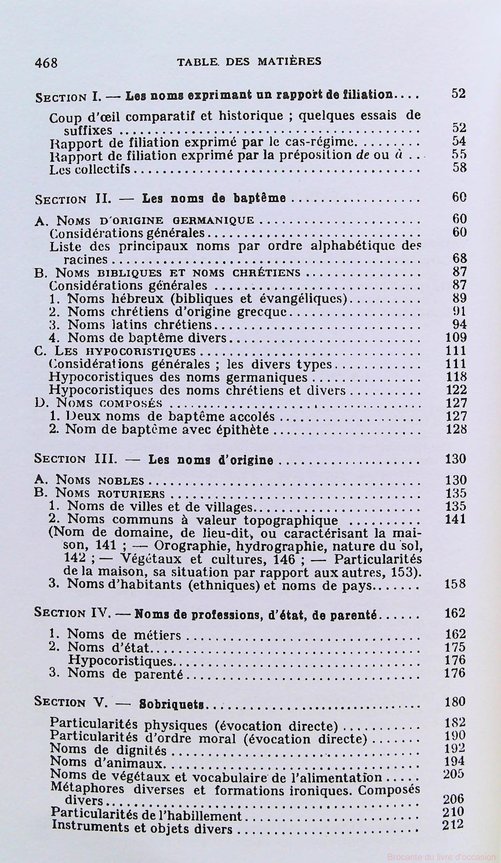 468 TABLE. DES MATIÈRES
SECTION I. — Les noms exprimant un rapport de filiation.... 52
Coup d'œil comparatif et historique ; quelques essais de
suffixes .......... 52
Rapport de filiation exprimé par le cas-régime......... 54
Rapport de filiation exprimé par la préposition de ou à ... 55
Les collectifs.......... 58
SECTION II. — Les noms de baptême .......... 60
A. NOMS D'ORIGINE GERMANIQUE .......... 60
Considérations générales.......... 60
Liste des principaux noms par ordre alphabétique des
racines .......... 68
B. NOMS BIBLIQUES ET NOMS CHRÉTIENS .......... 87
Considérations générales .......... 87
1. Noms hébreux (bibliques et évangéliques).......... 89
2. Noms chrétiens d'origine grecque.......... 91
3. Noms latins chrétiens.......... 94
4. Noms de baptême divers.......... 109
C. LES HYPOCORISTIQUES .......... 111
Considérations générales ; les divers types.......... 111
Hypocoristiques des noms germaniques .......... 118
Hypocoristiques des noms chrétiens et divers .......... 122
D. NOMS COMPOSÉS .......... 127
1. Deux noms de baptême accolés .......... 127
2. Nom de baptême avec épithète .......... 128
SECTION III. — Les noms d'origine .......... 130
A. NOMS NOBLES .......... 130
B. NOMS ROTURIERS .......... 135
1. Noms de villes et de villages.......... 135
2. Noms communs à valeur topographique .......... 141
(Nom de domaine, de lieu-dit, ou caractérisant la mai-
son, 141 ; — Orographie, hydrographie, nature du sol,
142 ; — Végétaux et cultures, 146 ; — Particularités
de la maison, sa situation par rapport aux autres, 153).
3. Noms d'habitants (ethniques) et noms de pays....... 158
SECTION IV. — Noms de professions, d'état, de parenté...... 162
1. Noms de métiers .......... 162
2. Noms d'état.......... 175
Hypocoristiques.......... 176
3. Noms de parenté.......... 176
SECTION V. — Sobriquets.......... 180
Particularités physiques (évocation directe) .......... 182
Particularités d'ordre moral (évocation directe) ....... 190
Noms de dignités .......... 192
Noms d'animaux.......... 194
Noms de végétaux et vocabulaire de l'alimentation ..... 205
Métaphores diverses et formations ironiques. Composés
divers.......... 206
Particularités de l'habillement.......... 210
Instruments et objets divers .......... 212
Brocante du livre d'occasion